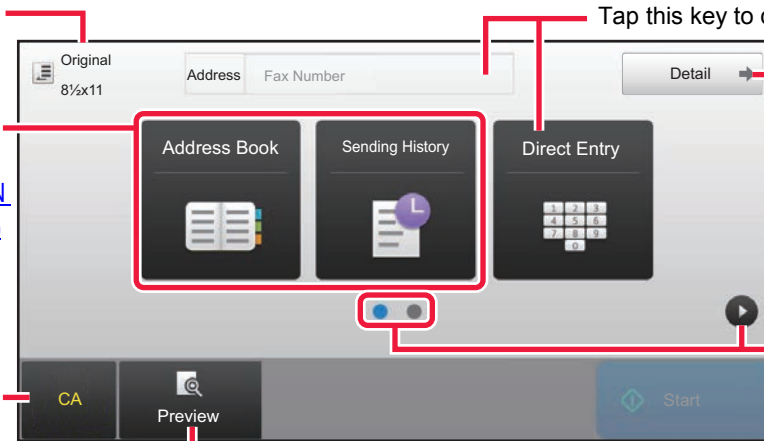 Tap this key to
Original
8½x11
Address Fax Number
Detail
Address Book Sending History Direct Entry
1 2 3
4 5 6
7 8 9
0
CA
Preview
Start